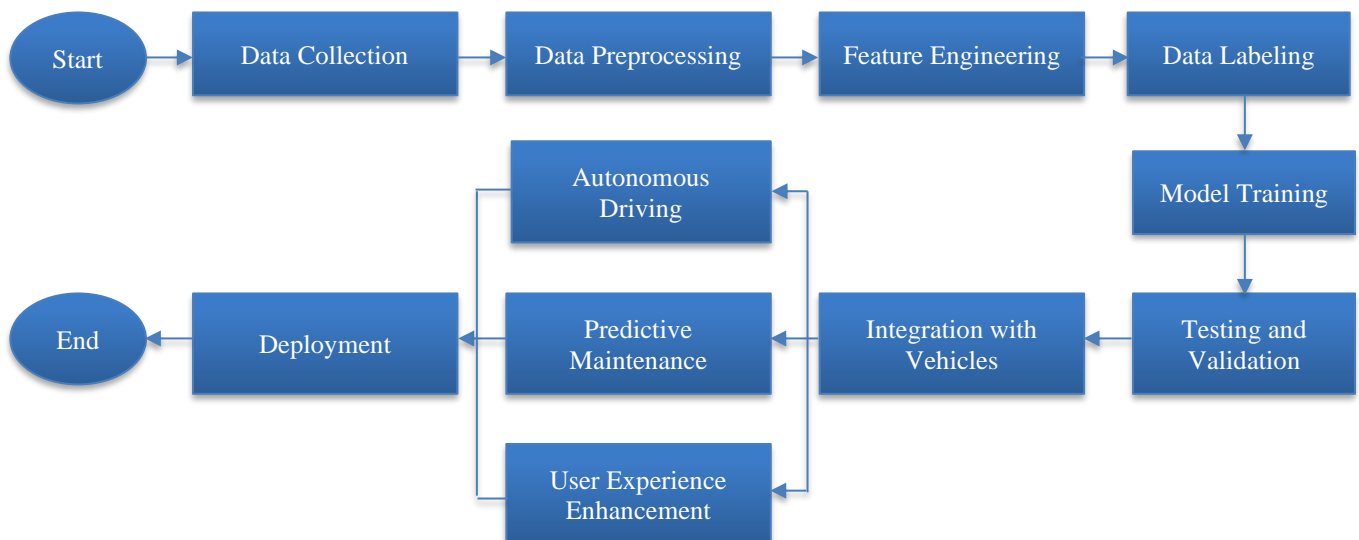 Start
Data Collection
Data Preprocessing
Feature Engineering
Data Labeling
Model Training
Testing and
Validation
Integration with
Vehicles
Autonomous
Driving
Predictive
Maintenance
User Experience
Enhancement
Deployment
End